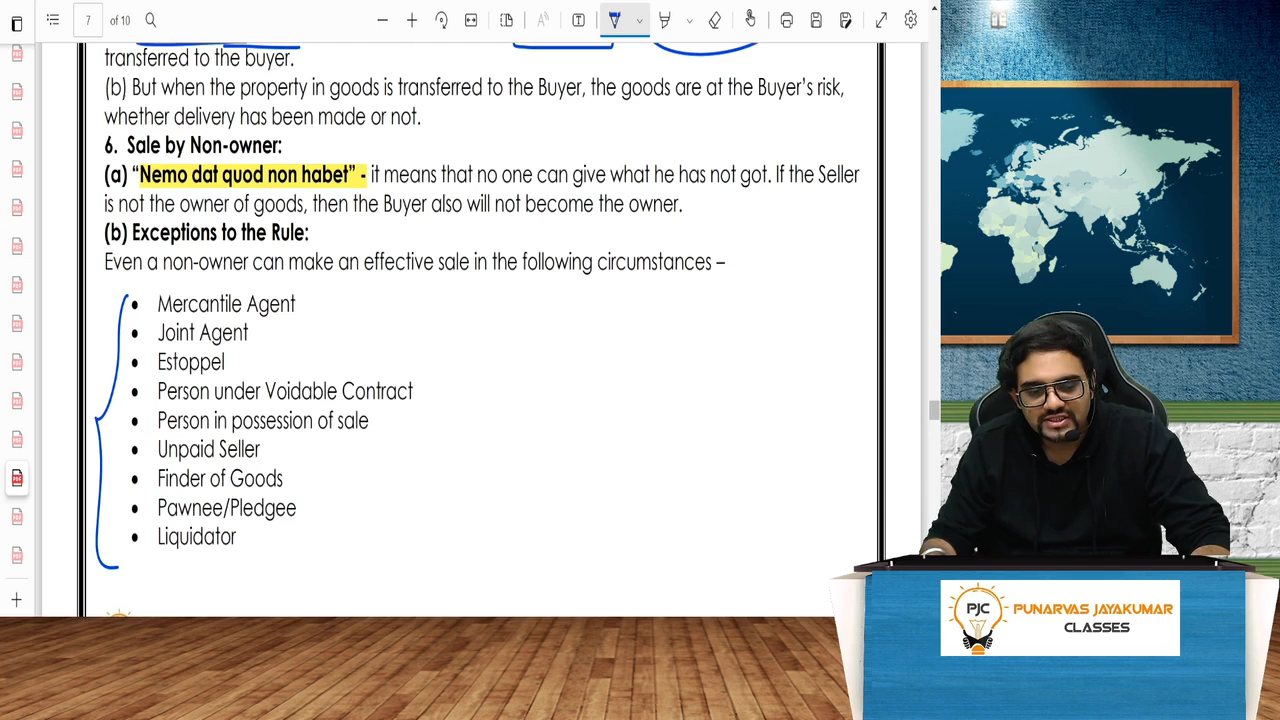 7 of 10
transferred to the buyer.
(b) But when the property in goods is transferred to the Buyer, the goods are at the Buyer's risk,
whether delivery has been made or not.
6. Sale by Non-owner:
(a) “Nemo dat quod non habet” - it means that no one can give what he has not got. If the Seller
is not the owner of goods, then the Buyer also will not become the owner.
(b) Exceptions to the Rule:
Even a non-owner can make an effective sale in the following circumstances –
• Mercantile Agent
• Joint Agent
• Estoppel
• Person under Voidable Contract
• Person in possession of sale
• Unpaid Seller
• Finder of Goods
• Pawnee/Pledgee
• Liquidator
PJC
PUNARVAS JAYAKUMAR
CLASSES